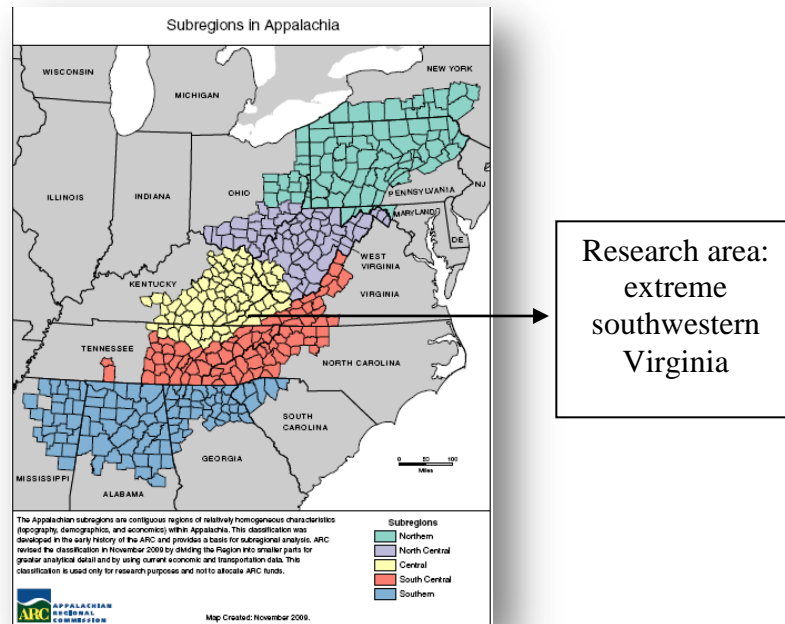 Subregions in Appalachia
WISCONSIN
MICHIGAN
NEW YORK
ILLINOIS
INDIANA
OHIO
PENNSYLVANIA
NJ
MARYLAND
DE
WEST
VIRGINIA
KENTUCKY
VIRGINIA
TENNESSEE
NORTH CAROLINA
SOUTH
CAROLINA
GEORGIA
MISSISSIPPI
ALABAMA
0 50 100
Miles
Research area:
extreme
southwestern
Virginia
The Appalachian subregions are contiguous regions of relatively homogeneous characteristics
(topography, demographics, and economics) within Appalachia. This classification was
developed in the early history of the ARC and provides a basis for subregional analysis. ARC
revised the classification in November 2009 by dividing the Region into smaller parts for
greater analytical detail and by using current economic and transportation data. This
classification is used only for research purposes and not to allocate ARC funds.
Subregions
Northern
North Central
Central
South Central
Southern
ARC
APPALACHIAN
REGIONAL
COMMISSION
Map Created: November 2009.